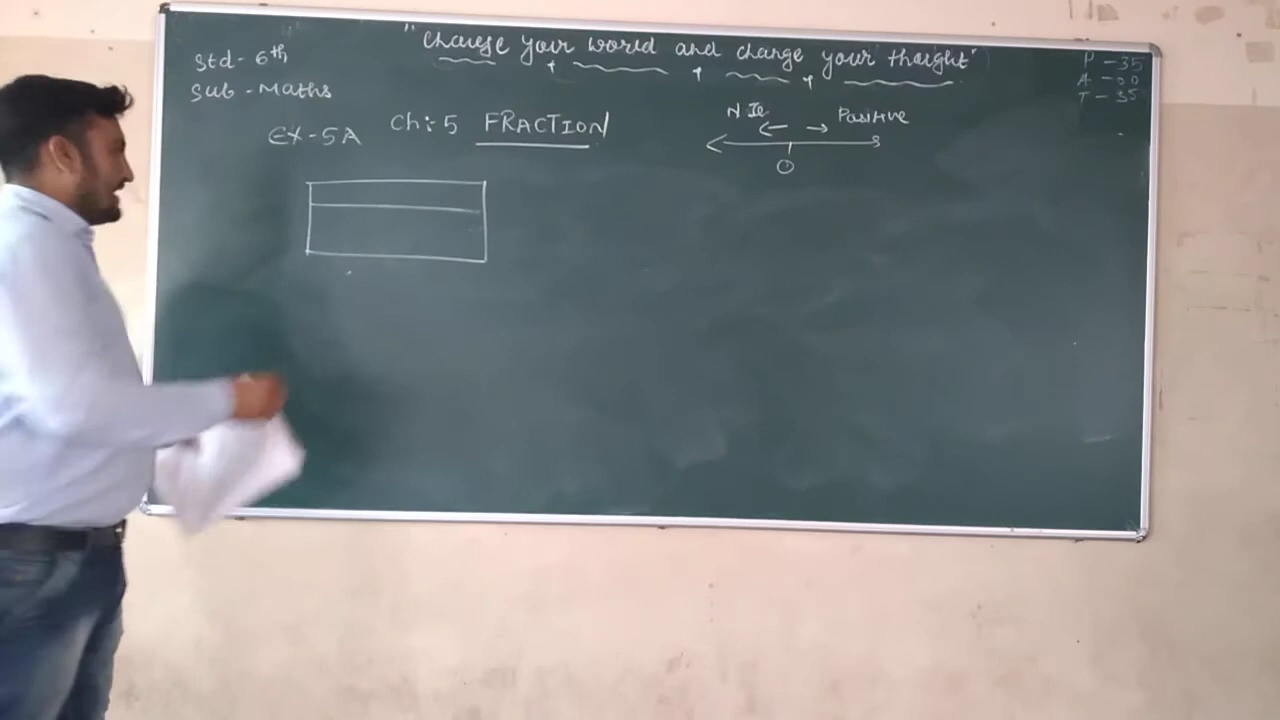 "Change your world and change your thought"
Std - 6th
Sub - Maths
P - 35
A - 00
T - 35
Ex - 5A
Ch:- 5 FRACTION
Positive
0